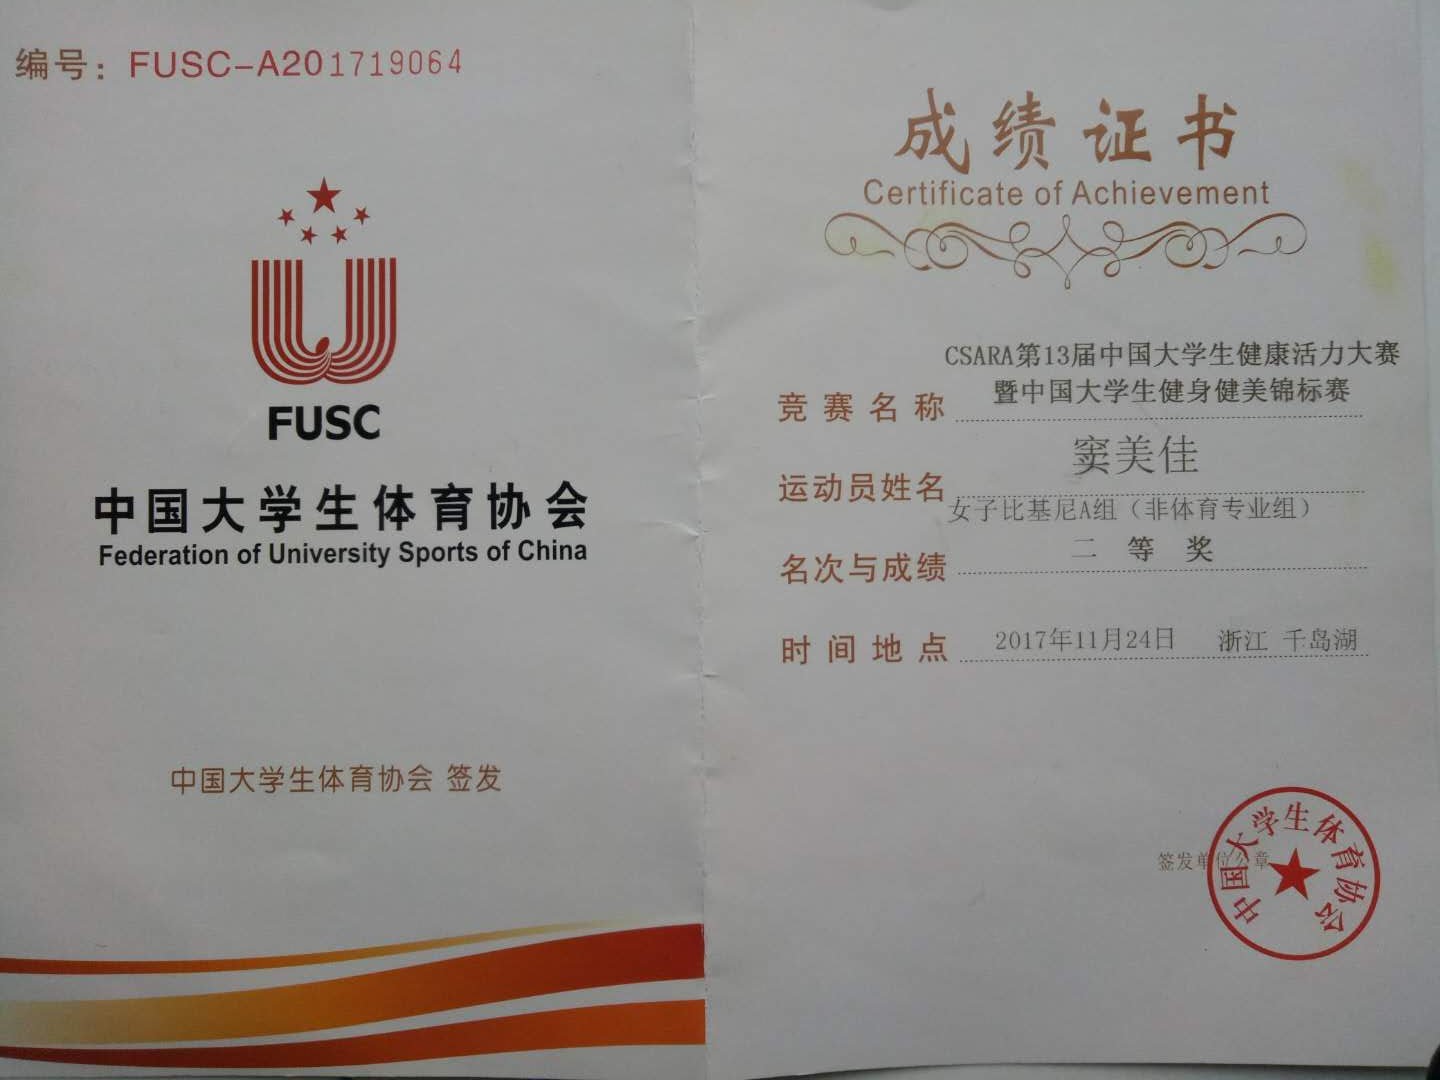 编号：FUSC-A201719064
FUSC
中国大学生体育协会
Federation of University Sports of China
中国大学生体育协会 签发
成绩证书
Certificate of Achievement
CSARA第13届中国大学生健康活力大赛
竞赛名称 暨中国大学生健身健美锦标赛
运动员姓名 窦美佳
女子比基尼A组（非体育专业组）
名次与成绩 二等奖
时间地点 2017年11月24日 浙江 千岛湖
签发单位公章
中国大学生体育协会